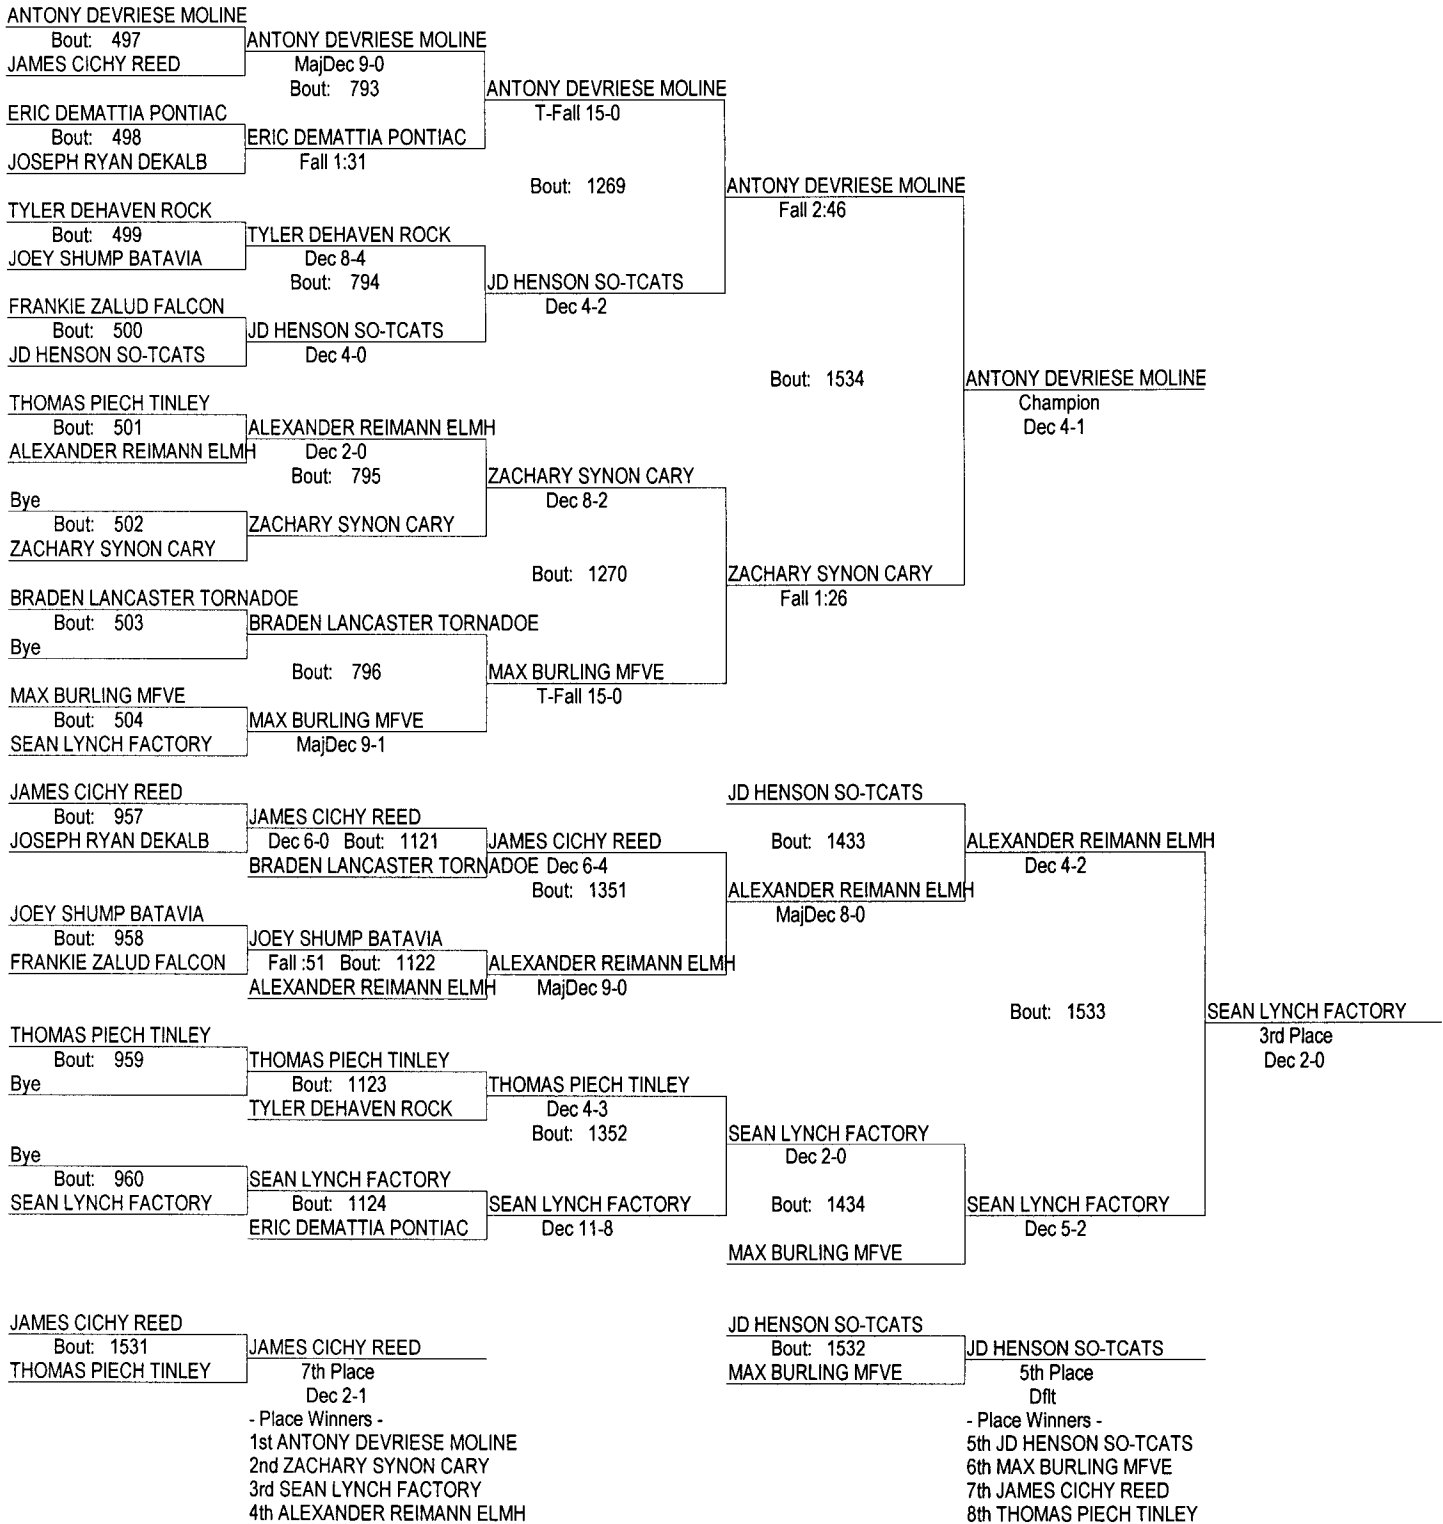 ANTONY DEVRIESE MOLINE
Bout: 497
JAMES CICHY REED
ANTONY DEVRIESE MOLINE
MajDec 9-0
Bout: 793
ERIC DEMATTIA PONTIAC
Bout: 498
JOSEPH RYAN DEKALB
ERIC DEMATTIA PONTIAC
Fall 1:31
ANTONY DEVRIESE MOLINE
T-Fall 15-0
Bout: 1269
TYLER DEHAVEN ROCK
Bout: 499
JOEY SHUMP BATAVIA
TYLER DEHAVEN ROCK
Dec 8-4
Bout: 794
FRANKIE ZALUD FALCON
Bout: 500
JD HENSON SO-TCATS
JD HENSON SO-TCATS
Dec 4-0
JD HENSON SO-TCATS
Dec 4-2
ANTONY DEVRIESE MOLINE
Fall 2:46
Bout: 1534
THOMAS PIECH TINLEY
Bout: 501
ALEXANDER REIMANN ELMH
ALEXANDER REIMANN ELMH
Dec 2-0
Bout: 795
Bye
Bout: 502
ZACHARY SYNON CARY
ZACHARY SYNON CARY
ZACHARY SYNON CARY
Dec 8-2
Bout: 1270
BRADEN LANCASTER TORNADOE
Bout: 503
Bye
BRADEN LANCASTER TORNADOE
Bout: 796
MAX BURLING MFVE
Bout: 504
SEAN LYNCH FACTORY
MAX BURLING MFVE
MajDec 9-1
MAX BURLING MFVE
T-Fall 15-0
ZACHARY SYNON CARY
Fall 1:26
ANTONY DEVRIESE MOLINE
Champion
Dec 4-1
JAMES CICHY REED
Bout: 957
JOSEPH RYAN DEKALB
JAMES CICHY REED
Dec 6-0 Bout: 1121
BRADEN LANCASTER TORNADOE
JAMES CICHY REED
Dec 6-4
Bout: 1351
JOEY SHUMP BATAVIA
Bout: 958
FRANKIE ZALUD FALCON
JOEY SHUMP BATAVIA
Fall :51 Bout: 1122
ALEXANDER REIMANN ELMH
ALEXANDER REIMANN ELMH
MajDec 9-0
JD HENSON SO-TCATS
Bout: 1433
ALEXANDER REIMANN ELMH
MajDec 8-0
ALEXANDER REIMANN ELMH
Dec 4-2
Bout: 1533
THOMAS PIECH TINLEY
Bout: 959
Bye
THOMAS PIECH TINLEY
Bout: 1123
TYLER DEHAVEN ROCK
THOMAS PIECH TINLEY
Dec 4-3
Bout: 1352
Bye
Bout: 960
SEAN LYNCH FACTORY
SEAN LYNCH FACTORY
Bout: 1124
ERIC DEMATTIA PONTIAC
SEAN LYNCH FACTORY
Dec 11-8
SEAN LYNCH FACTORY
Dec 2-0
Bout: 1434
MAX BURLING MFVE
SEAN LYNCH FACTORY
Dec 5-2
SEAN LYNCH FACTORY
3rd Place
Dec 2-0
JAMES CICHY REED
Bout: 1531
THOMAS PIECH TINLEY
JAMES CICHY REED
7th Place
Dec 2-1
- Place Winners -
1st ANTONY DEVRIESE MOLINE
2nd ZACHARY SYNON CARY
3rd SEAN LYNCH FACTORY
4th ALEXANDER REIMANN ELMH
JD HENSON SO-TCATS
Bout: 1532
MAX BURLING MFVE
JD HENSON SO-TCATS
5th Place
Dflt
- Place Winners -
5th JD HENSON SO-TCATS
6th MAX BURLING MFVE
7th JAMES CICHY REED
8th THOMAS PIECH TINLEY